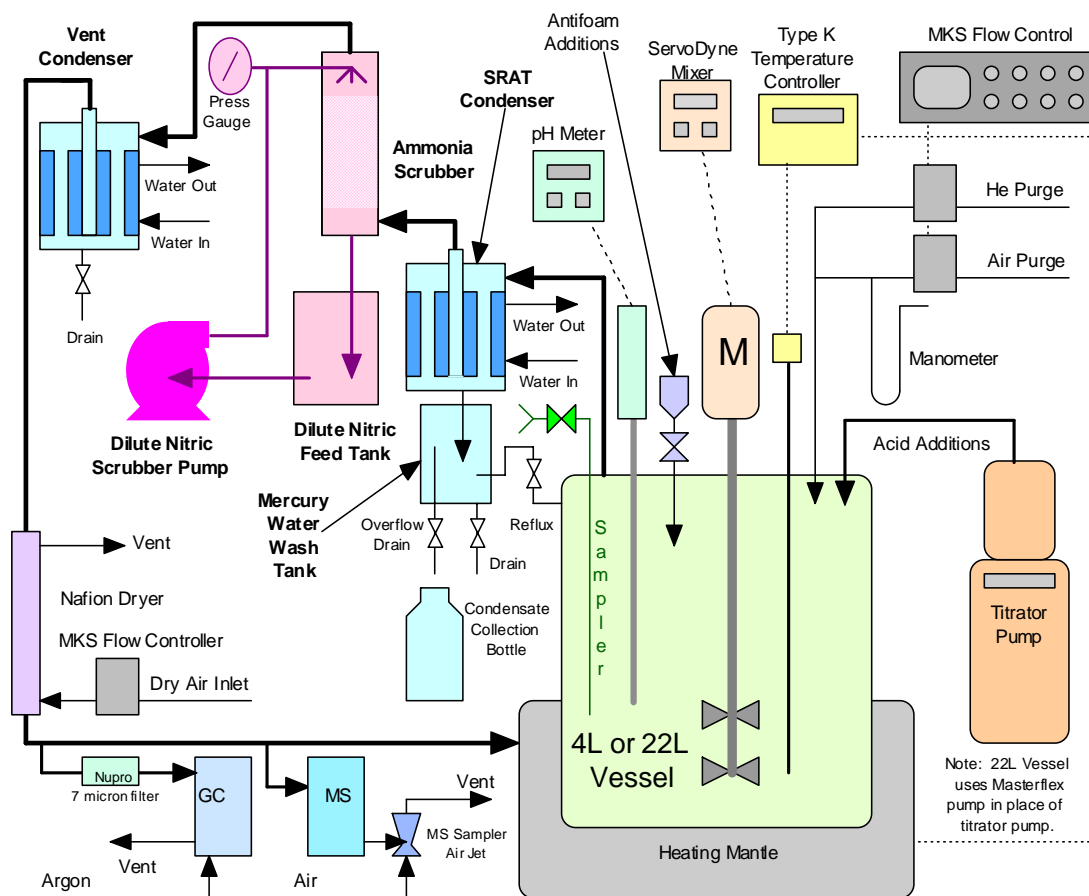 Vent
Condenser
Press
Gauge
Water Out
Water In
Drain
Antifoam
Additions
ServoDyne
Mixer
Type K
Temperature
Controller
MKS Flow Control
SRAT
Condenser
pH Meter
Ammonia
Scrubber
He Purge
Air Purge
Manometer
Water Out
Water In
M
Dilute Nitric
Scrubber Pump
Dilute Nitric
Feed Tank
Acid Additions
Mercury
Water
Wash
Tank
Overflow
Drain
Reflux
Drain
Sampler
Vent
Nafion Dryer
MKS Flow Controller
Dry Air Inlet
Condensate
Collection
Bottle
Titrator
Pump
4L or 22L
Vessel
Nupro
7 micron filter
GC
MS
Vent
MS Sampler
Air Jet
Vent
Argon
Air
Heating Mantle
Note: 22L Vessel
uses Masterflex
pump in place of
titrator pump.